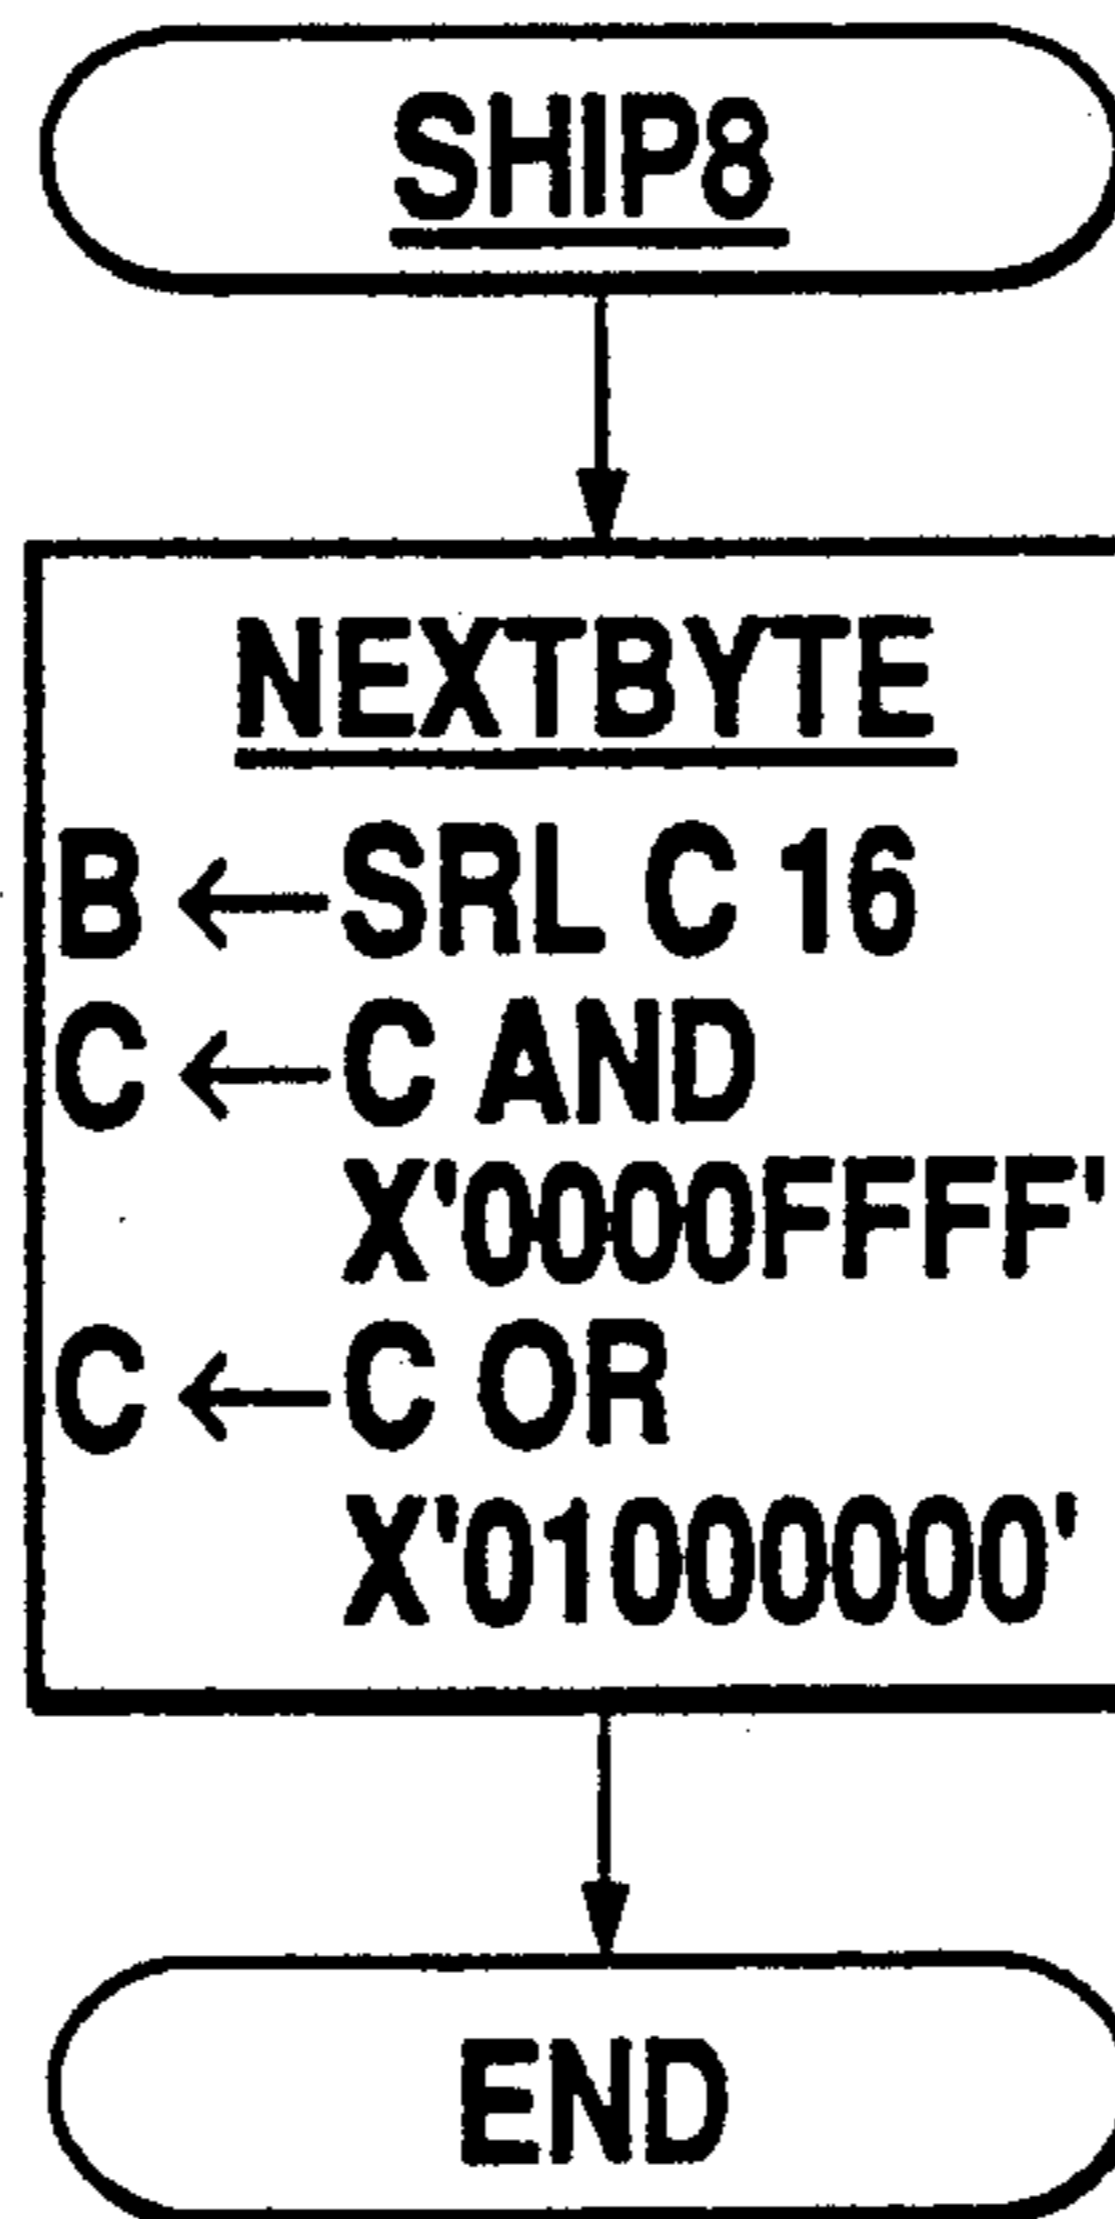 SHIP8
NEXTBYTE
B ← SRL C 16
C ← C AND
X'0000FFFF'
C ← C OR
X'01000000'
END